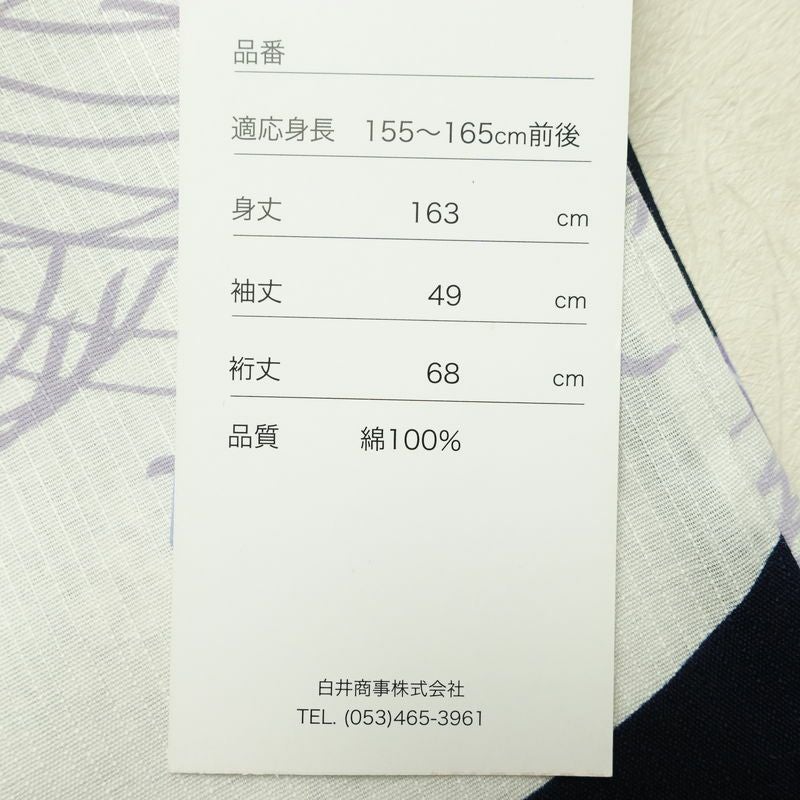 品番
適応身長 155～165cm前後
身丈 163 cm
袖丈 49 cm
裄丈 68 cm
品質 綿100%
白井商事株式会社
TEL. (053)465-3961